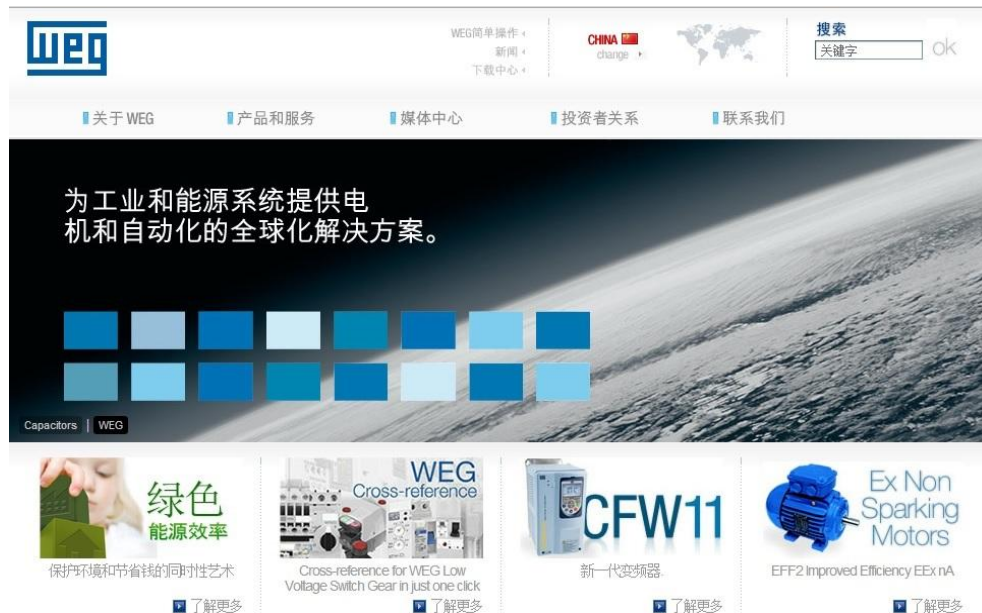 weg
WEG简单操作
新闻
下载中心
CHINA
change
搜索
关键字
ok
关于 WEG
产品和服务
媒体中心
投资者关系
联系我们
为工业和能源系统提供电
机和自动化的全球化解决方案。
Capacitors | WEG
绿色
能源效率
保护环境和节省钱的同时性艺术
了解更多
WEG
Cross-reference
Cross-reference for WEG Low
Voltage Switch Gear in just one click
了解更多
CFW11
新一代变频器.
了解更多
Ex Non
Sparking
Motors
EFF2 Improved Efficiency EEx nA
了解更多